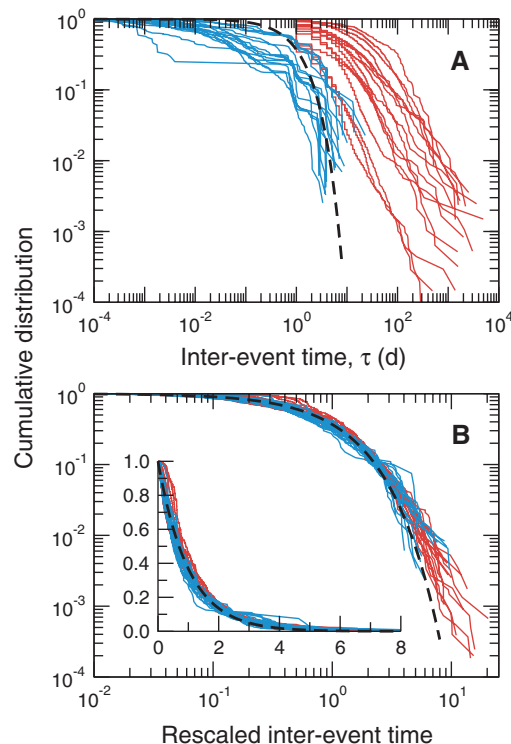 A
10^0
10^-1
10^-2
10^-3
10^-4
10^-4 10^-2 10^0 10^2 10^4
Inter-event time, τ (d)
Cumulative distribution
B
10^0
10^-1
10^-2
10^-3
10^-4
1.0
0.8
0.6
0.4
0.2
0.0
0 2 4 6 8
10^-2 10^-1 10^0 10^1
Rescaled inter-event time